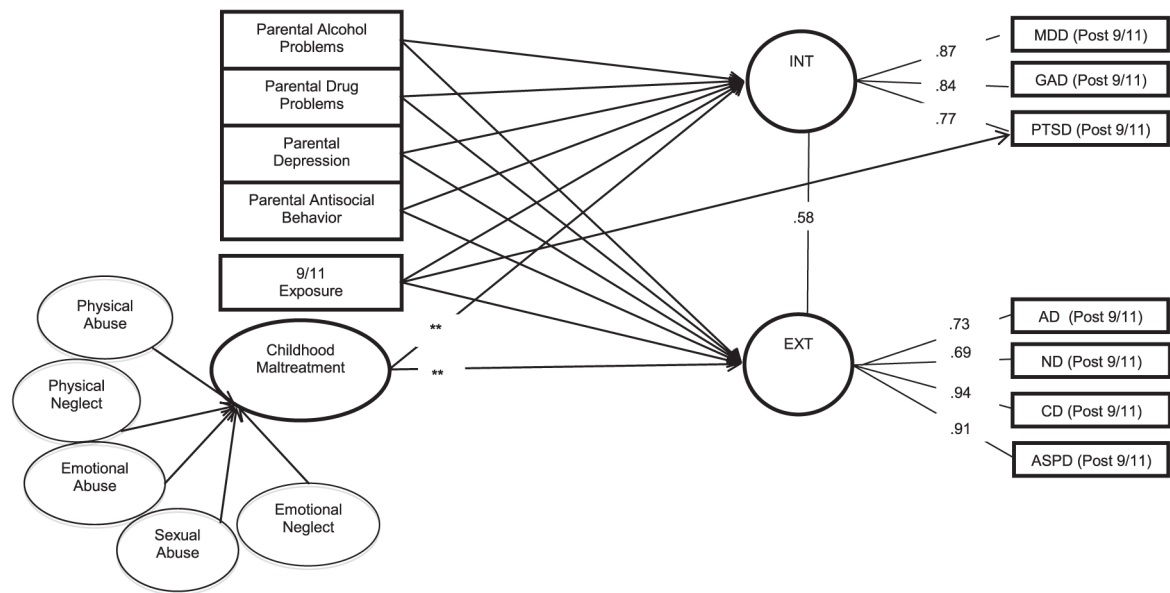 Parental Alcohol
Problems
Parental Drug
Problems
Parental
Depression
Parental Antisocial
Behavior
9/11
Exposure
Childhood
Maltreatment
Physical
Abuse
Physical
Neglect
Emotional
Abuse
Sexual
Abuse
Emotional
Neglect
**
**
INT
.58
EXT
.87
.84
.77
MDD (Post 9/11)
GAD (Post 9/11)
PTSD (Post 9/11)
.73
.69
.94
.91
AD (Post 9/11)
ND (Post 9/11)
CD (Post 9/11)
ASPD (Post 9/11)